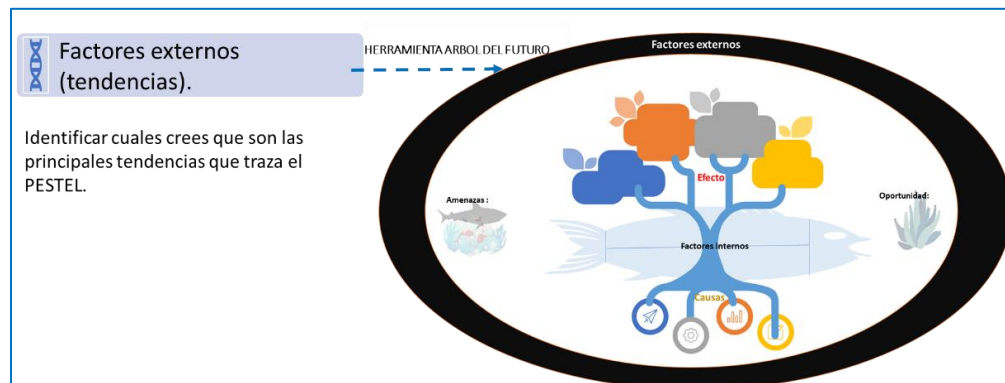 Factores externos
(tendencias).
HERRAMIENTA ARBOL DEL FUTURO
Factores externos
Identificar cuales crees que son las
principales tendencias que traza el
PESTEL.
Efecto
Amenazas :
Oportunidad:
Factores internos
Causas